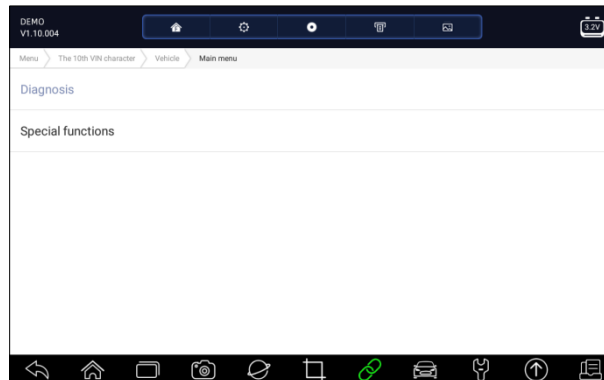 DEMO
V1.10.004
3.2V
Menu
The 10th VIN character
Vehicle
Main menu
Diagnosis
Special functions